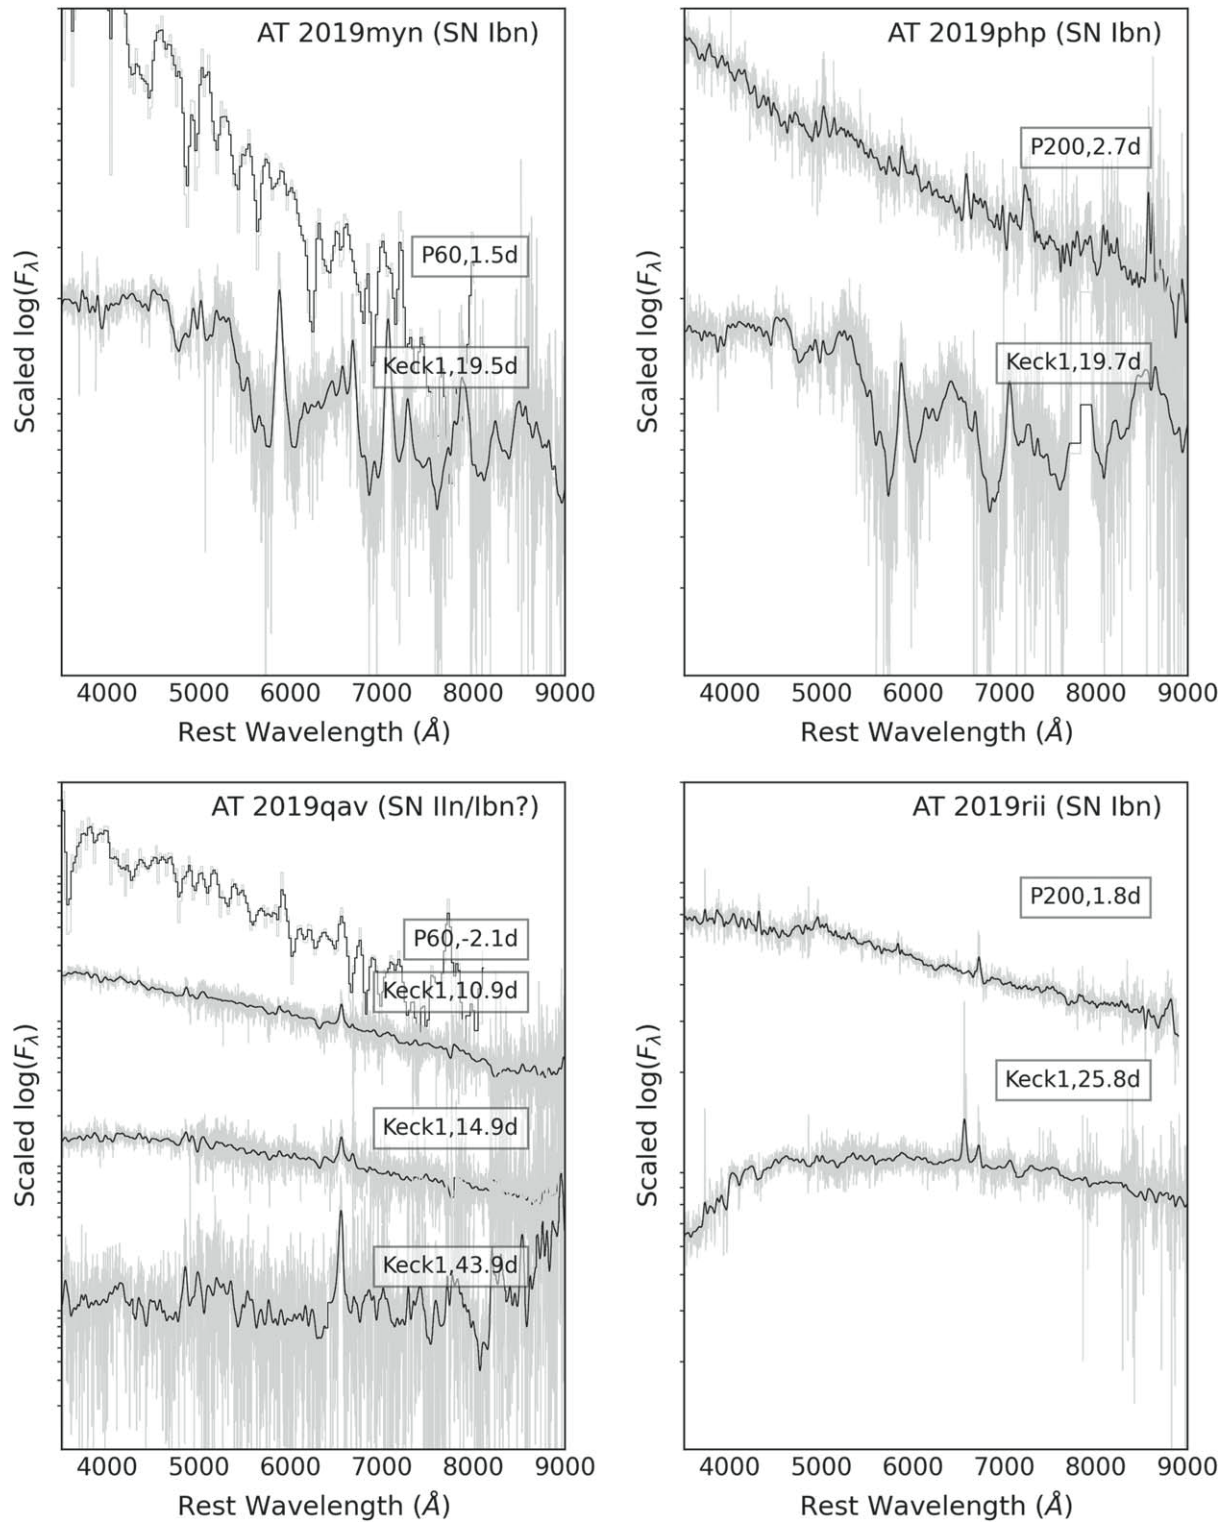 AT 2019myn (SN Ibn)
P60,1.5d
Keck1,19.5d
Scaled log(Fλ)
4000 5000 6000 7000 8000 9000
Rest Wavelength (Å)
AT 2019php (SN Ibn)
P200,2.7d
Keck1,19.7d
Scaled log(Fλ)
4000 5000 6000 7000 8000 9000
Rest Wavelength (Å)
AT 2019qav (SN IIn/Ibn?)
P60,-2.1d
Keck1,10.9d
Keck1,14.9d
Keck1,43.9d
Scaled log(Fλ)
4000 5000 6000 7000 8000 9000
Rest Wavelength (Å)
AT 2019rii (SN Ibn)
P200,1.8d
Keck1,25.8d
Scaled log(Fλ)
4000 5000 6000 7000 8000 9000
Rest Wavelength (Å)